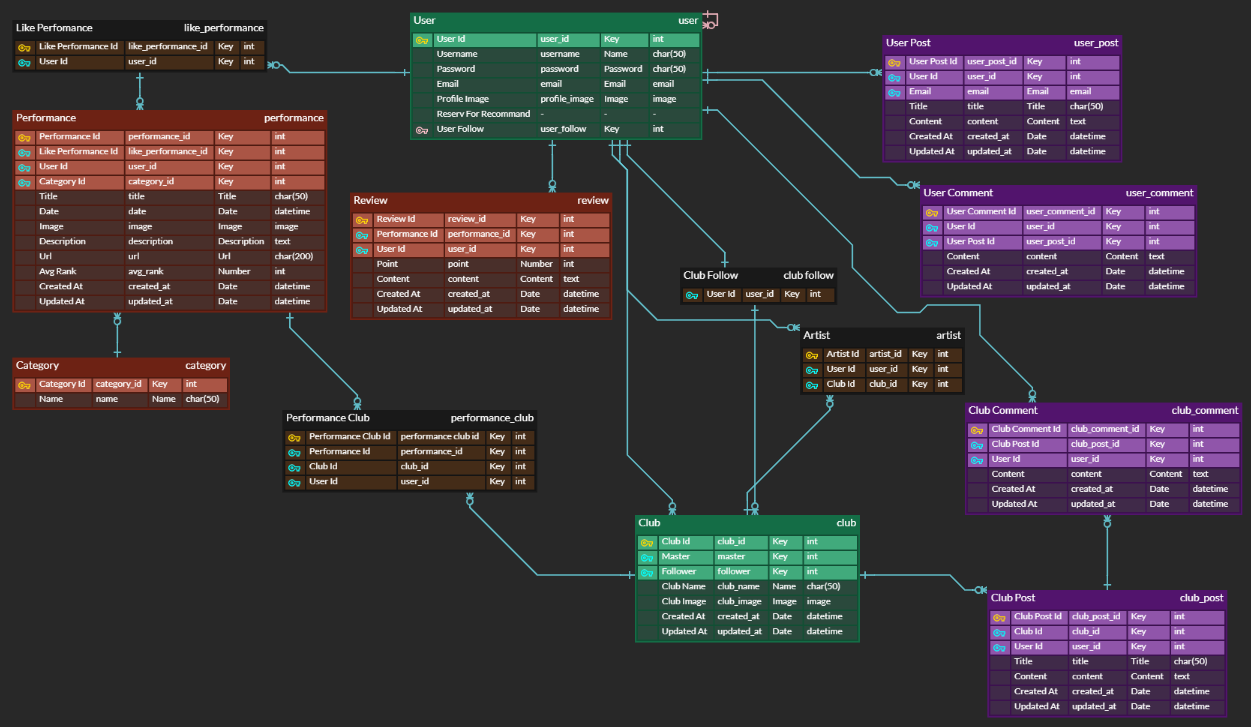 Like Perfomance like_performance
Like Performance Id like_performance_id Key int
User Id user_id Key int
User user
User Id user_id Key int
Username username Name char(50)
Password password Password char(50)
Email email Email email
Profile Image profile_image Image image
Reserv For Recommand - - -
User Follow user_follow Key int
User Post user_post
User Post Id user_post_id Key int
User Id user_id Key int
Email email Email email
Title title Title char(50)
Content content Content text
Created At created_at Date datetime
Updated At updated_at Date datetime
Performance performance
Performance Id performance_id Key int
Like Performance Id like_performance_id Key int
User Id user_id Key int
Category Id category_id Key int
Title title Title char(50)
Date date Date datetime
Image image Image image
Description description Description text
Url url Url char(200)
Avg Rank avg_rank Number int
Created At created_at Date datetime
Updated At updated_at Date datetime
Review review
Review Id review_id Key int
Performance Id performance_id Key int
User Id user_id Key int
Point point Number int
Content content Content text
Created At created_at Date datetime
Updated At updated_at Date datetime
User Comment user_comment
User Comment Id user_comment_id Key int
User Id user_id Key int
User Post Id user_post_id Key int
Content content Content text
Created At created_at Date datetime
Updated At updated_at Date datetime
Club Follow club follow
User Id user_id Key int
Artist artist
Artist Id artist_id Key int
User Id user_id Key int
Club Id club_id Key int
Category category
Category Id category_id Key int
Name name Name char(50)
Performance Club performance_club
Performance Club Id performance club id Key int
Performance Id performance_id Key int
Club Id club_id Key int
User Id user_id Key int
Club Comment club_comment
Club Comment Id club_comment_id Key int
Club Post Id club_post_id Key int
User Id user_id Key int
Content content Content text
Created At created_at Date datetime
Updated At updated_at Date datetime
Club club
Club Id club_id Key int
Master master Key int
Follower follower Key int
Club Name club_name Name char(50)
Club Image club_image Image image
Created At created_at Date datetime
Updated At updated_at Date datetime
Club Post club_post
Club Post Id club_post_id Key int
Club Id club_id Key int
User Id user_id Key int
Title title Title char(50)
Content content Content text
Created At created_at Date datetime
Updated At updated_at Date datetime